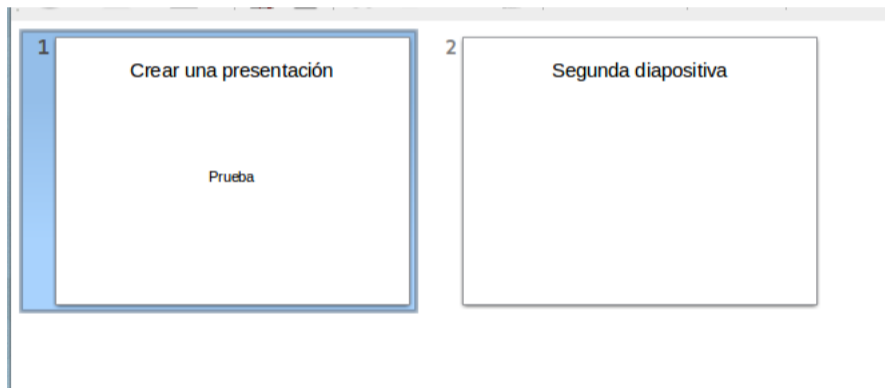 1
Crear una presentación
Prueba
2
Segunda diapositiva